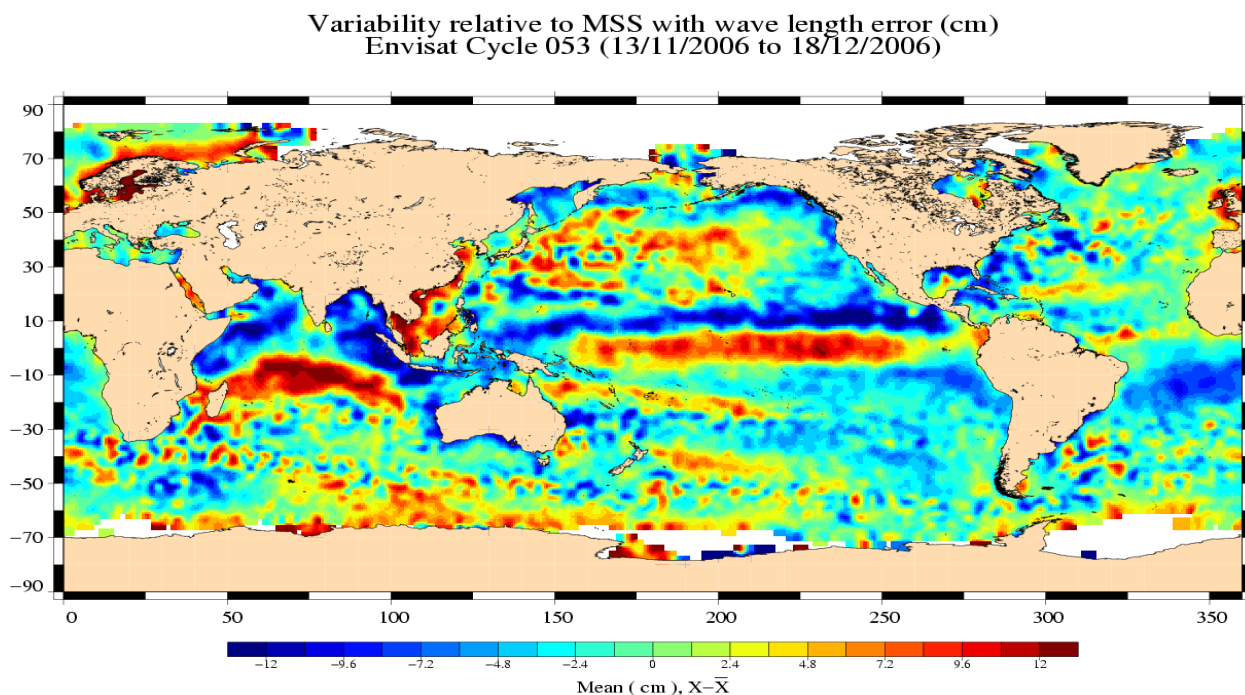 Variability relative to MSS with wave length error (cm)
Envisat Cycle 053 (13/11/2006 to 18/12/2006)
90
70
50
30
10
−10
−30
−50
−70
−90
0 50 100 150 200 250 300 350
−12 −9.6 −7.2 −4.8 −2.4 0 2.4 4.8 7.2 9.6 12
Mean ( cm ), X−X̅